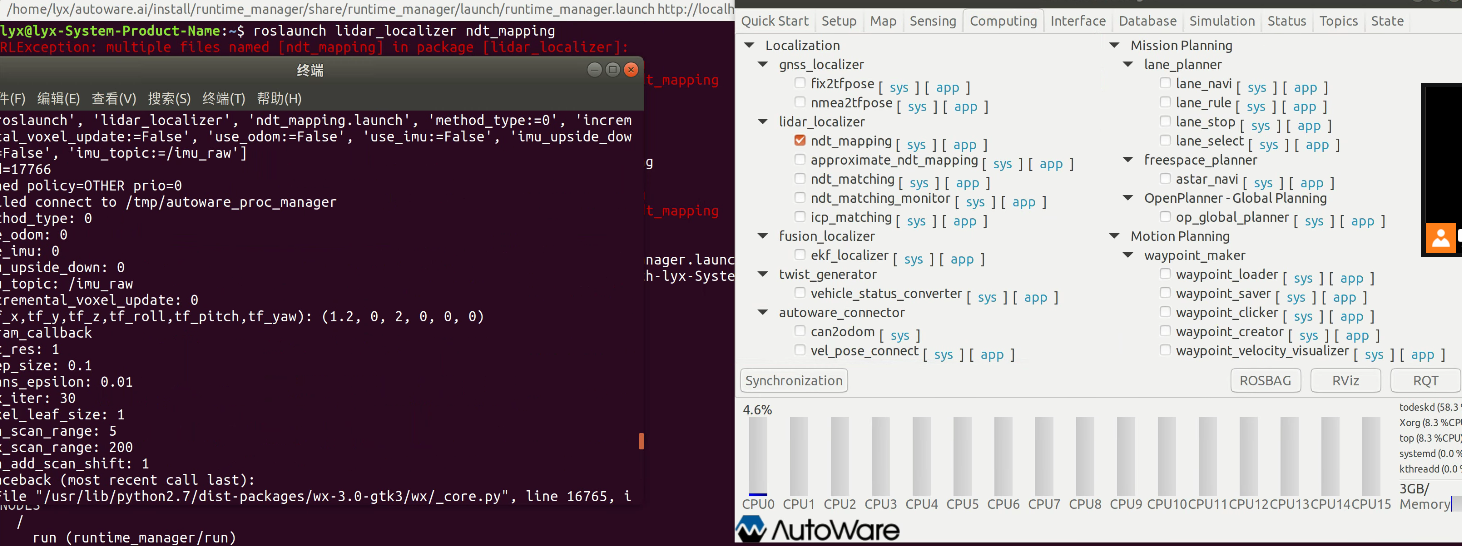 /home/lyx/autoware.ai/install/runtime_manager/share/runtime_manager/launch/runtime_manager.launch http://localh
lyx@lyx-System-Product-Name:~$ roslaunch lidar_localizer ndt_mapping
RLException: multiple files named [ndt_mapping] in package [lidar_localizer]:
终端
件(F) 编辑(E) 查看(V) 搜索(S) 终端(T) 帮助(H)
roslaunch', 'lidar_localizer', 'ndt_mapping.launch', 'method_type:=0', 'increm
tal_voxel_update:=False', 'use_odom:=False', 'use_imu:=False', 'imu_upside_dow
=False', 'imu_topic:=/imu_raw']
d=17766
hed policy=OTHER prio=0
lled connect to /tmp/autoware_proc_manager
thod_type: 0
e_odom: 0
e_imu: 0
u_upside_down: 0
u_topic: /imu_raw
cremental_voxel_update: 0
f_x,tf_y,tf_z,tf_roll,tf_pitch,tf_yaw): (1.2, 0, 2, 0, 0, 0)
ram_callback
t_res: 1
ep_size: 0.1
ans_epsilon: 0.01
x_iter: 30
xel_leaf_size: 1
n_scan_range: 5
x_scan_range: 200
n_add_scan_shift: 1
aceback (most recent call last):
File "/usr/lib/python2.7/dist-packages/wx-3.0-gtk3/wx/_core.py", line 16765, i
NODES
/
run (runtime_manager/run)
t_mapping
g
t_mapping
nager.launc
h-lyx-Syste
Quick Start Setup Map Sensing Computing Interface Database Simulation Status Topics State
Localization
gnss_localizer
fix2tfpose [ sys ] [ app ]
nmea2tfpose [ sys ] [ app ]
lidar_localizer
ndt_mapping [ sys ] [ app ]
approximate_ndt_mapping [ sys ] [ app ]
ndt_matching [ sys ] [ app ]
ndt_matching_monitor [ sys ] [ app ]
icp_matching [ sys ] [ app ]
fusion_localizer
ekf_localizer [ sys ] [ app ]
twist_generator
vehicle_status_converter [ sys ] [ app ]
autoware_connector
can2odom [ sys ]
vel_pose_connect [ sys ] [ app ]
Mission Planning
lane_planner
lane_navi [ sys ] [ app ]
lane_rule [ sys ] [ app ]
lane_stop [ sys ] [ app ]
lane_select [ sys ] [ app ]
freespace_planner
astar_navi [ sys ] [ app ]
OpenPlanner - Global Planning
op_global_planner [ sys ] [ app ]
Motion Planning
waypoint_maker
waypoint_loader [ sys ] [ app ]
waypoint_saver [ sys ] [ app ]
waypoint_clicker [ sys ] [ app ]
waypoint_creator [ sys ] [ app ]
waypoint_velocity_visualizer [ sys ] [ app ]
Synchronization ROSBAG RViz RQT
4.6%
CPU0 CPU1 CPU2 CPU3 CPU4 CPU5 CPU6 CPU7 CPU8 CPU9 CPU10 CPU11 CPU12 CPU13 CPU14 CPU15
todeskd (58.3 %
Xorg (8.3 %CPU
top (8.3 %CPU)
systemd (0.0 %
kthreadd (0.0 %
3GB/
Memory
AutoWare